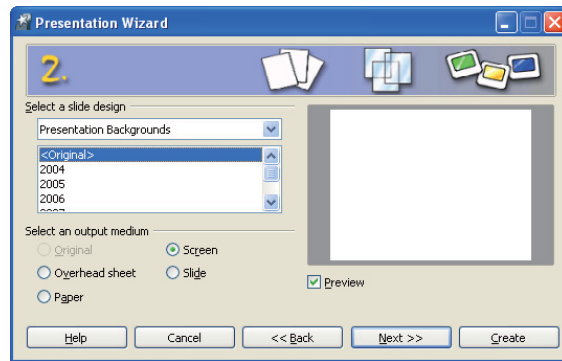 Presentation Wizard
2.
Select a slide design
Presentation Backgrounds
<Original>
2004
2005
2006
Select an output medium
Original
Screen
Overhead sheet
Slide
Paper
Preview
Help
Cancel
<< Back
Next >>
Create